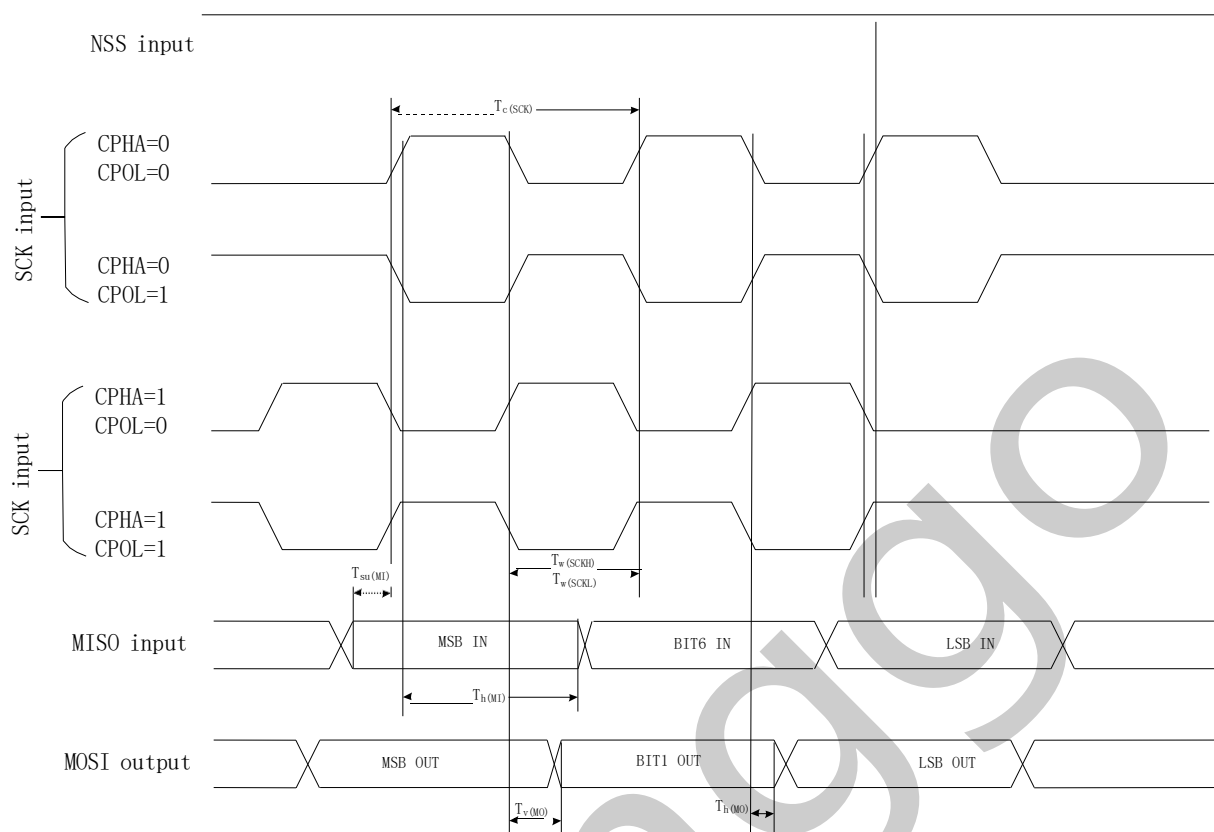 NSS input
Tc(SCK)
CPHA=0
CPOL=0
SCK input
CPHA=0
CPOL=1
CPHA=1
CPOL=0
SCK input
CPHA=1
CPOL=1
Tw(SCKH)
Tw(SCKL)
Tsu(MI)
MISO input
MSB IN
BIT6 IN
LSB IN
Th(MI)
MOSI output
MSB OUT
BIT1 OUT
LSB OUT
Tv(MO)
Th(MO)
ggo